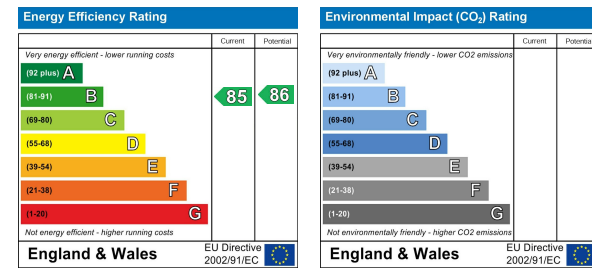 Energy Efficiency Rating
Current Potential
Very energy efficient - lower running costs
(92 plus) A
(81-91) B
85 86
(69-80) C
(55-68) D
(39-54) E
(21-38) F
(1-20) G
Not energy efficient - higher running costs
England & Wales
EU Directive
2002/91/EC
Environmental Impact (CO₂) Rating
Current Potentia
Very environmentally friendly - lower CO2 emissions
(92 plus) A
(81-91) B
(69-80) C
(55-68) D
(39-54) E
(21-38) F
(1-20) G
Not environmentally friendly - higher CO2 emissions
England & Wales
EU Directive
2002/91/EC